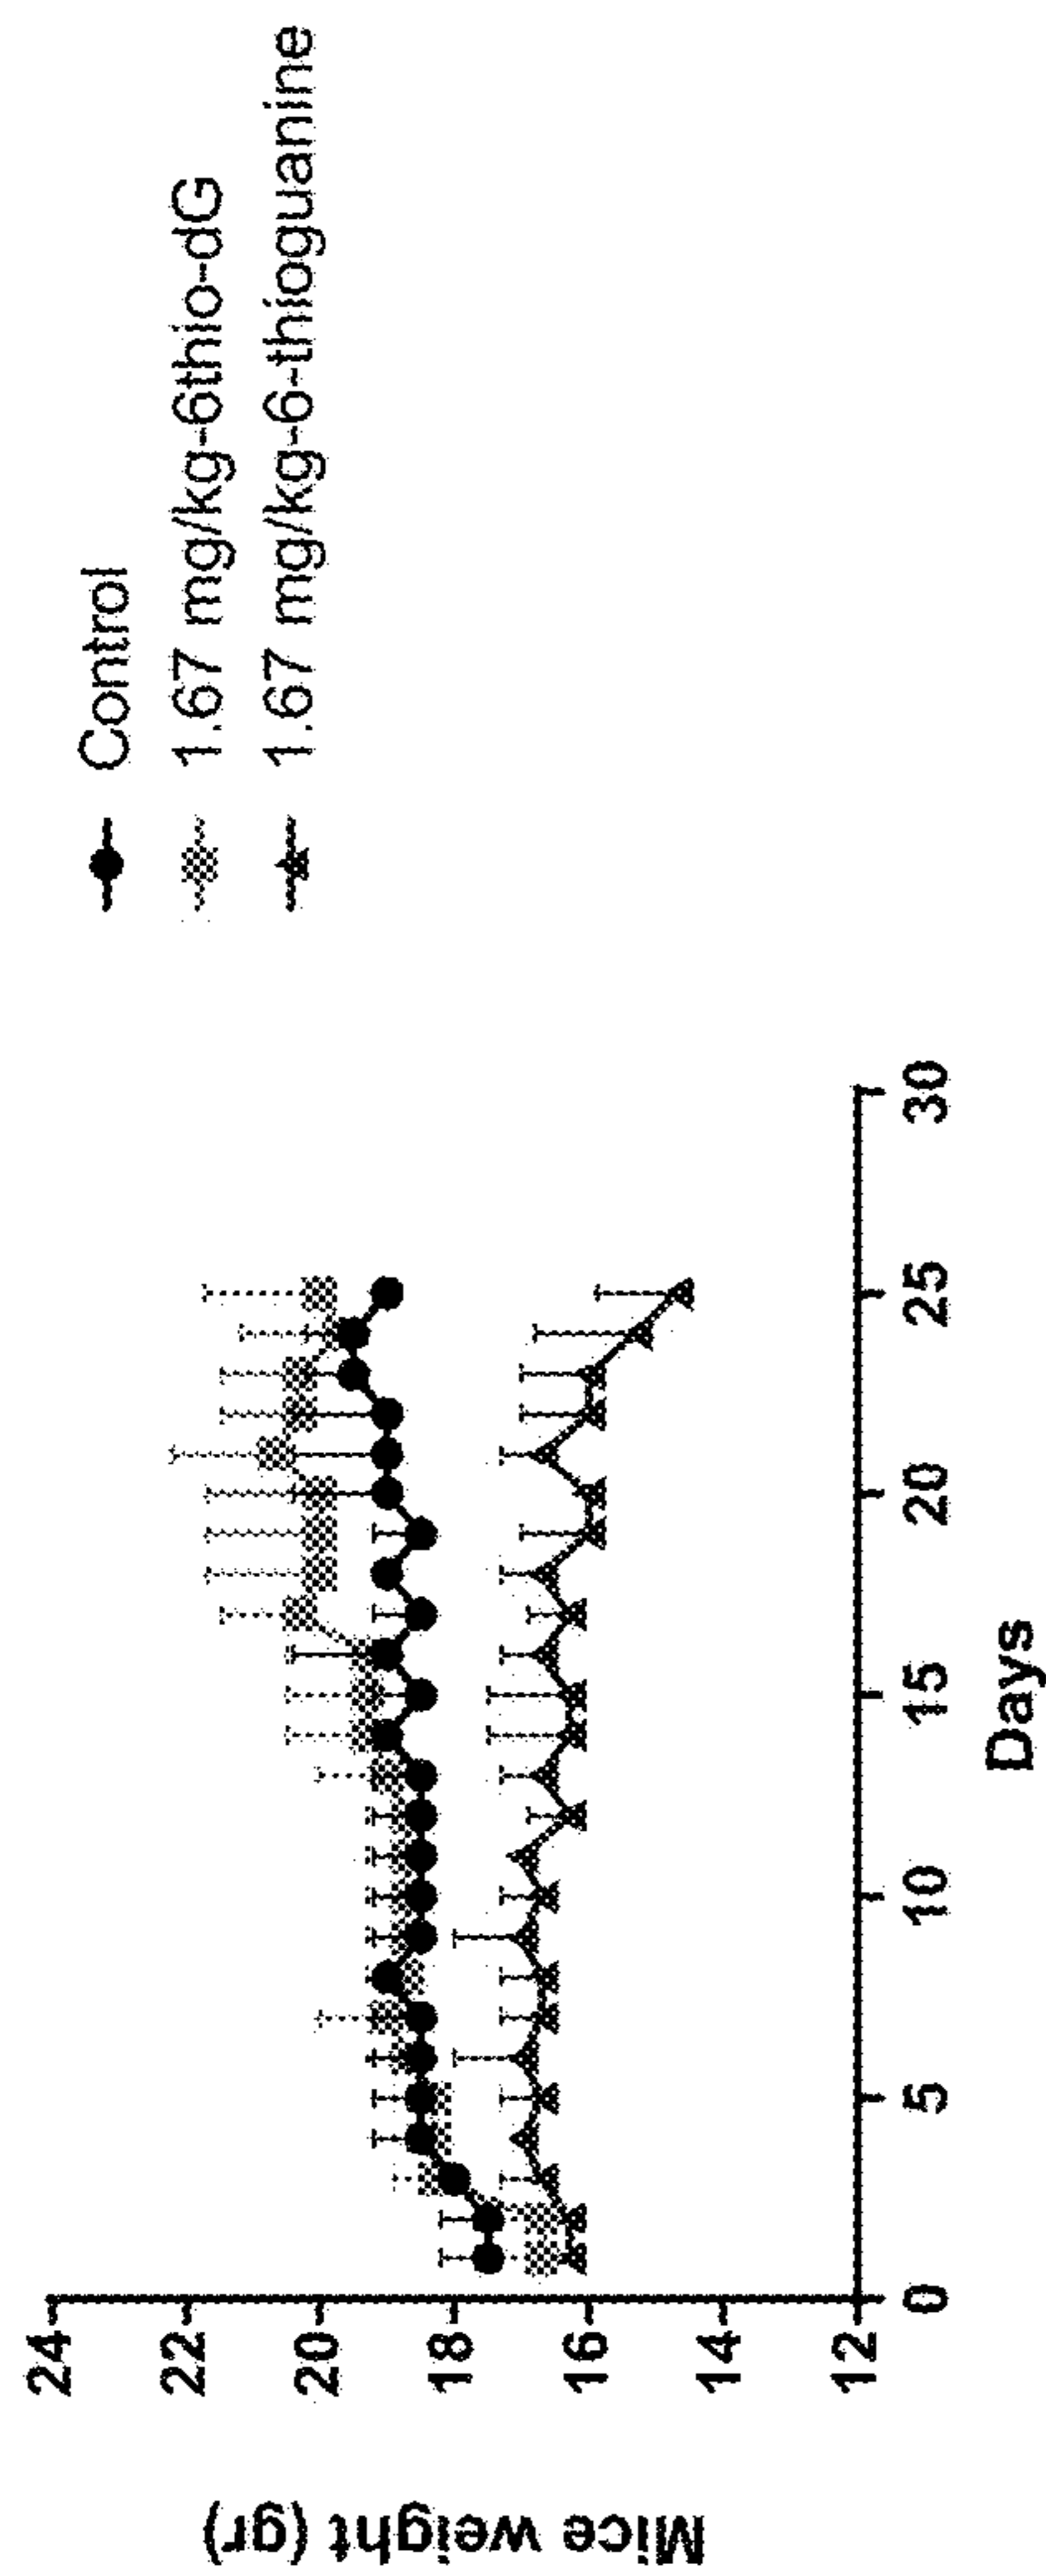 Control
1.67 mg/kg-6thio-dG
1.67 mg/kg-6-thioguanine
Mice weight (gr)
24
22
20
18
16
14
12
0 5 10 15 20 25 30
Days